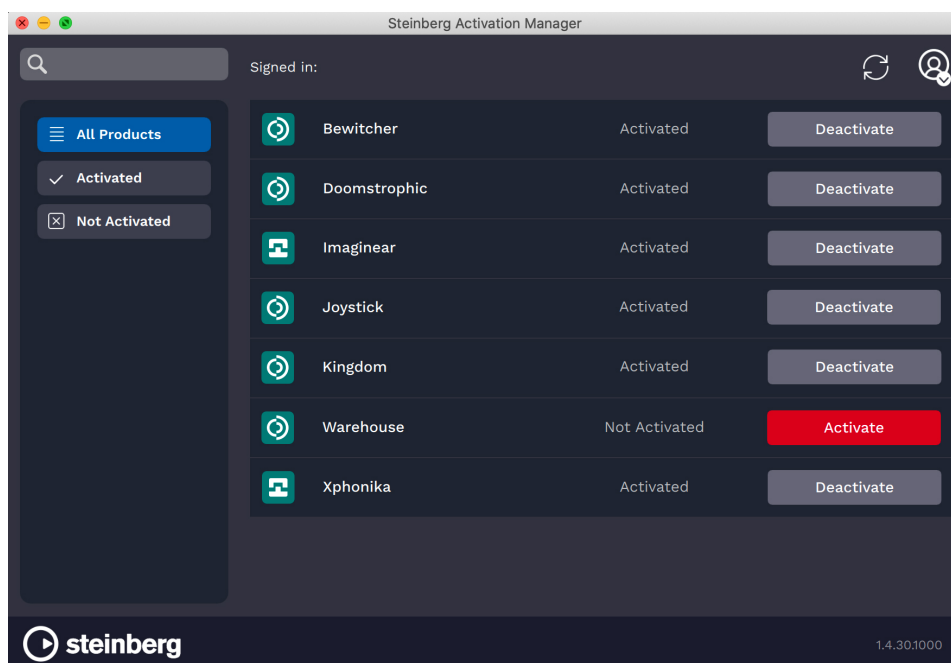 Steinberg Activation Manager
Signed in:
All Products
Activated
Not Activated
Bewitcher Activated Deactivate
Doomstrophic Activated Deactivate
Imaginear Activated Deactivate
Joystick Activated Deactivate
Kingdom Activated Deactivate
Warehouse Not Activated Activate
Xphonika Activated Deactivate
steinberg
1.4.30.1000